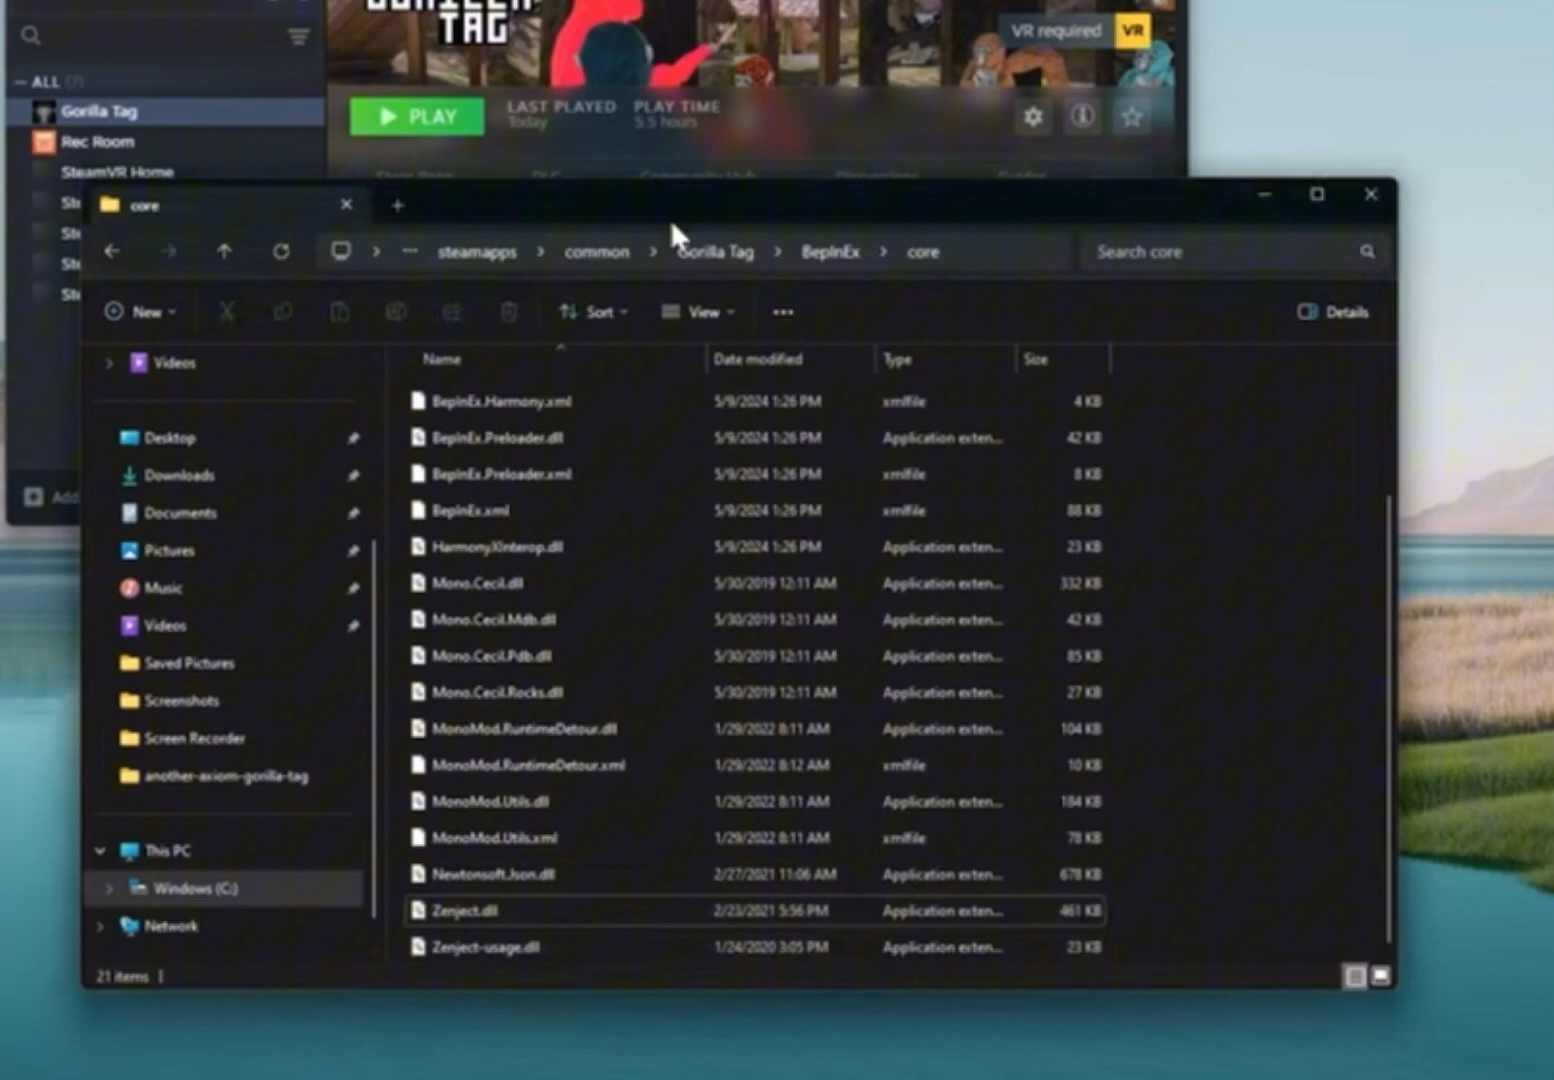 TAG
VR required VR
ALL (7)
Gorilla Tag
PLAY
LAST PLAYED
Today
PLAY TIME
5.5 hours
Rec Room
SteamVR Home
Ste
Ste
Ste
Ste
Add
core
steamapps > common > Gorilla Tag > BepInEx > core
Search core
New
Sort
View
Details
Videos
Desktop
Downloads
Documents
Pictures
Music
Videos
Saved Pictures
Screenshots
Screen Recorder
another-axiom-gorilla-tag
This PC
Windows (C:)
Network
Name Date modified Type Size
BepInEx.Harmony.xml 5/9/2024 1:26 PM xmlfile 4 KB
BepInEx.Preloader.dll 5/9/2024 1:26 PM Application exten... 42 KB
BepInEx.Preloader.xml 5/9/2024 1:26 PM xmlfile 8 KB
BepInEx.xml 5/9/2024 1:26 PM xmlfile 88 KB
HarmonyXInterop.dll 5/9/2024 1:26 PM Application exten... 23 KB
Mono.Cecil.dll 5/30/2019 12:11 AM Application exten... 332 KB
Mono.Cecil.Mdb.dll 5/30/2019 12:11 AM Application exten... 42 KB
Mono.Cecil.Pdb.dll 5/30/2019 12:11 AM Application exten... 85 KB
Mono.Cecil.Rocks.dll 5/30/2019 12:11 AM Application exten... 27 KB
MonoMod.RuntimeDetour.dll 1/29/2022 8:11 AM Application exten... 104 KB
MonoMod.RuntimeDetour.xml 1/29/2022 8:12 AM xmlfile 10 KB
MonoMod.Utils.dll 1/29/2022 8:11 AM Application exten... 184 KB
MonoMod.Utils.xml 1/29/2022 8:11 AM xmlfile 78 KB
Newtonsoft.Json.dll 2/27/2021 11:06 AM Application exten... 678 KB
Zenject.dll 2/23/2021 5:56 PM Application exten... 461 KB
Zenject-usage.dll 1/24/2020 3:05 PM Application exten... 23 KB
21 items